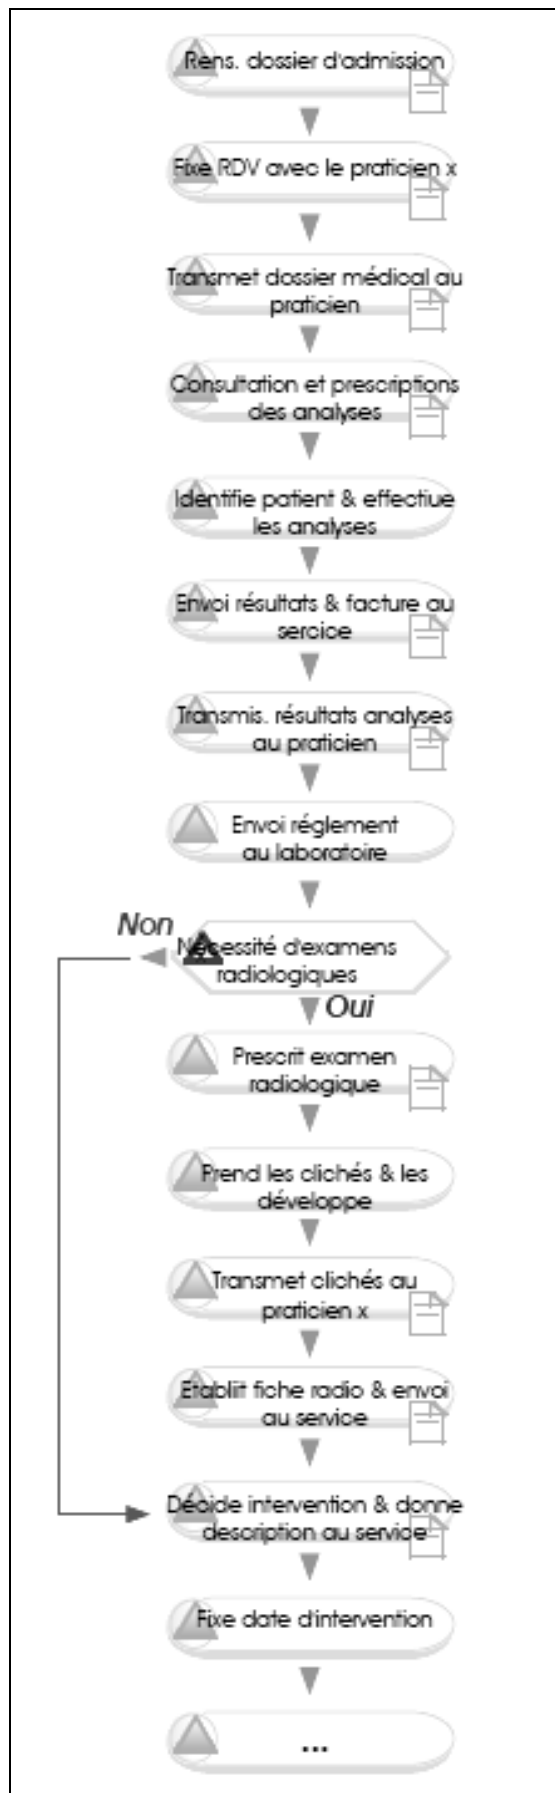 Rens. dossier d'admission
Fixe RDV avec le praticien x
Transmet dossier médical au
praticien
Consultation et prescriptions
des analyses
Identifie patient & effectiue
les analyses
Envoi résultats & facture au
sercice
Transmis. résultats analyses
au praticien
Envoi réglement
au laboratoire
Non
Nécessité d'examens
radiologiques
Oui
Prescrit examen
radiologique
Prend les clichés & les
développe
Transmet clichés au
praticien x
Etablit fiche radio & envoi
au service
Décide intervention & donne
description au service
Fixe date d'intervention
...